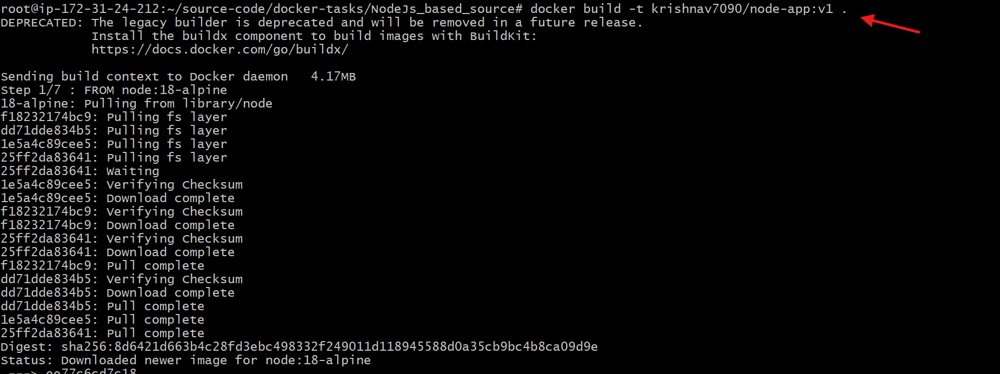 root@ip-172-31-24-212:~/source-code/docker-tasks/NodeJs_based_source# docker build -t krishnav7090/node-app:v1 .
DEPRECATED: The legacy builder is deprecated and will be removed in a future release.
            Install the buildx component to build images with BuildKit:
            https://docs.docker.com/go/buildx/

Sending build context to Docker daemon   4.17MB
Step 1/7 : FROM node:18-alpine
18-alpine: Pulling from library/node
f18232174bc9: Pulling fs layer
dd71dde834b5: Pulling fs layer
1e5a4c89cee5: Pulling fs layer
25ff2da83641: Pulling fs layer
25ff2da83641: Waiting
1e5a4c89cee5: Verifying Checksum
1e5a4c89cee5: Download complete
f18232174bc9: Verifying Checksum
f18232174bc9: Download complete
25ff2da83641: Verifying Checksum
25ff2da83641: Download complete
f18232174bc9: Pull complete
dd71dde834b5: Verifying Checksum
dd71dde834b5: Download complete
dd71dde834b5: Pull complete
1e5a4c89cee5: Pull complete
25ff2da83641: Pull complete
Digest: sha256:8d6421d663b4c28fd3ebc498332f249011d118945588d0a35cb9bc4b8ca09d9e
Status: Downloaded newer image for node:18-alpine
 --->